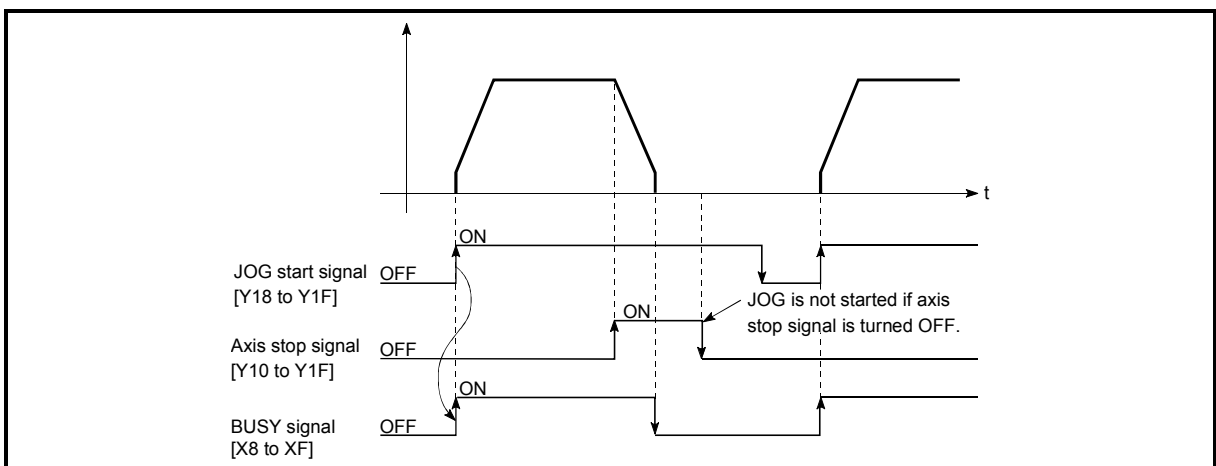 t
ON
JOG start signal
[Y18 to Y1F]
OFF
JOG is not started if axis
stop signal is turned OFF.
ON
Axis stop signal
[Y10 to Y1F]
OFF
ON
BUSY signal
[X8 to XF]
OFF